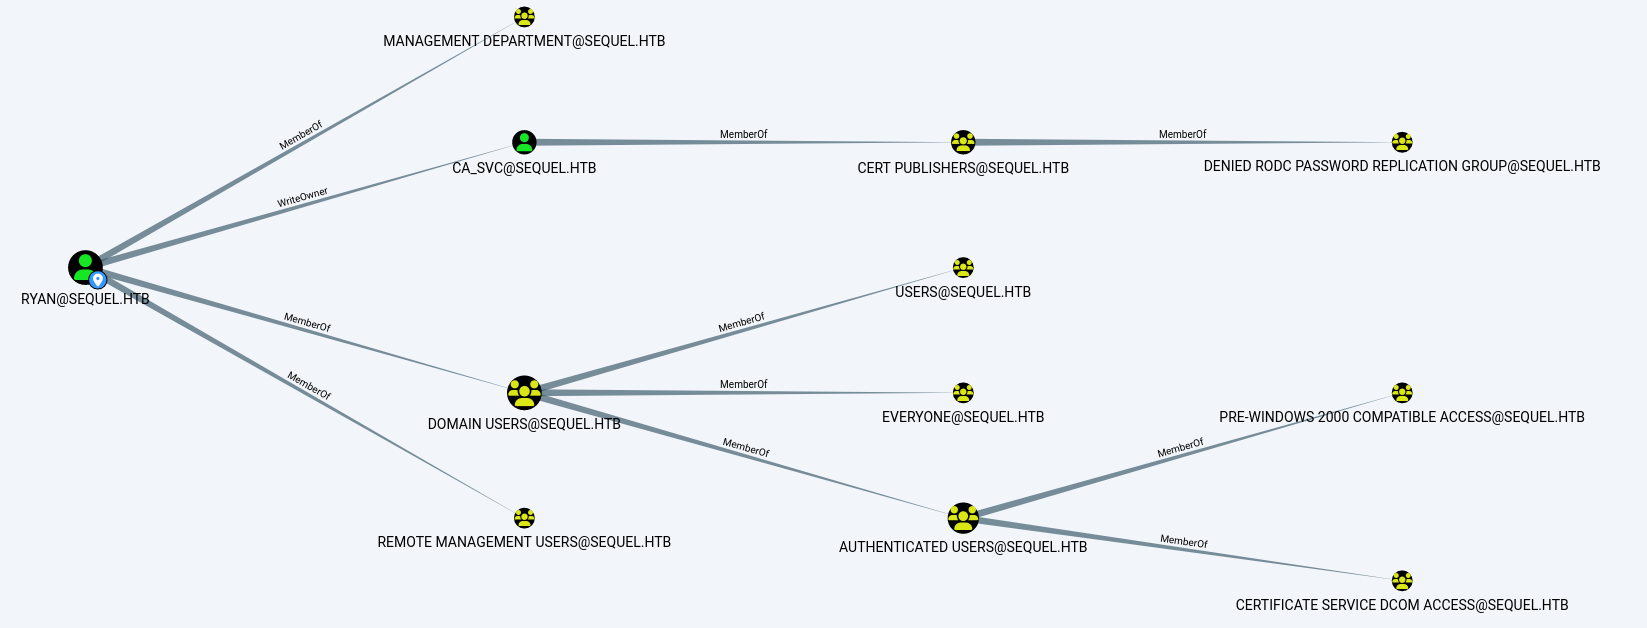 MANAGEMENT DEPARTMENT@SEQUEL.HTB
MemberOf
MemberOf
MemberOf
CA_SVC@SEQUEL.HTB
CERT PUBLISHERS@SEQUEL.HTB
DENIED RODC PASSWORD REPLICATION GROUP@SEQUEL.HTB
WriteOwner
RYAN@SEQUEL.HTB
USERS@SEQUEL.HTB
MemberOf
MemberOf
MemberOf
MemberOf
DOMAIN USERS@SEQUEL.HTB
EVERYONE@SEQUEL.HTB
PRE-WINDOWS 2000 COMPATIBLE ACCESS@SEQUEL.HTB
MemberOf
MemberOf
REMOTE MANAGEMENT USERS@SEQUEL.HTB
AUTHENTICATED USERS@SEQUEL.HTB
MemberOf
CERTIFICATE SERVICE DCOM ACCESS@SEQUEL.HTB